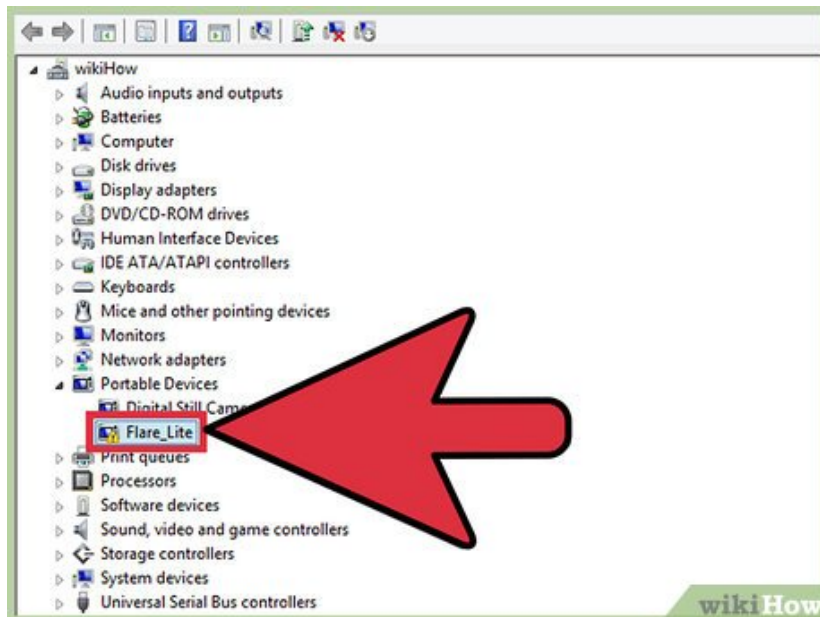 wikiHow
Audio inputs and outputs
Batteries
Computer
Disk drives
Display adapters
DVD/CD-ROM drives
Human Interface Devices
IDE ATA/ATAPI controllers
Keyboards
Mice and other pointing devices
Monitors
Network adapters
Portable Devices
Digital Still
Flare_Lite
Print queues
Processors
Software devices
Sound, video and game controllers
Storage controllers
System devices
Universal Serial Bus controllers
wikiHow